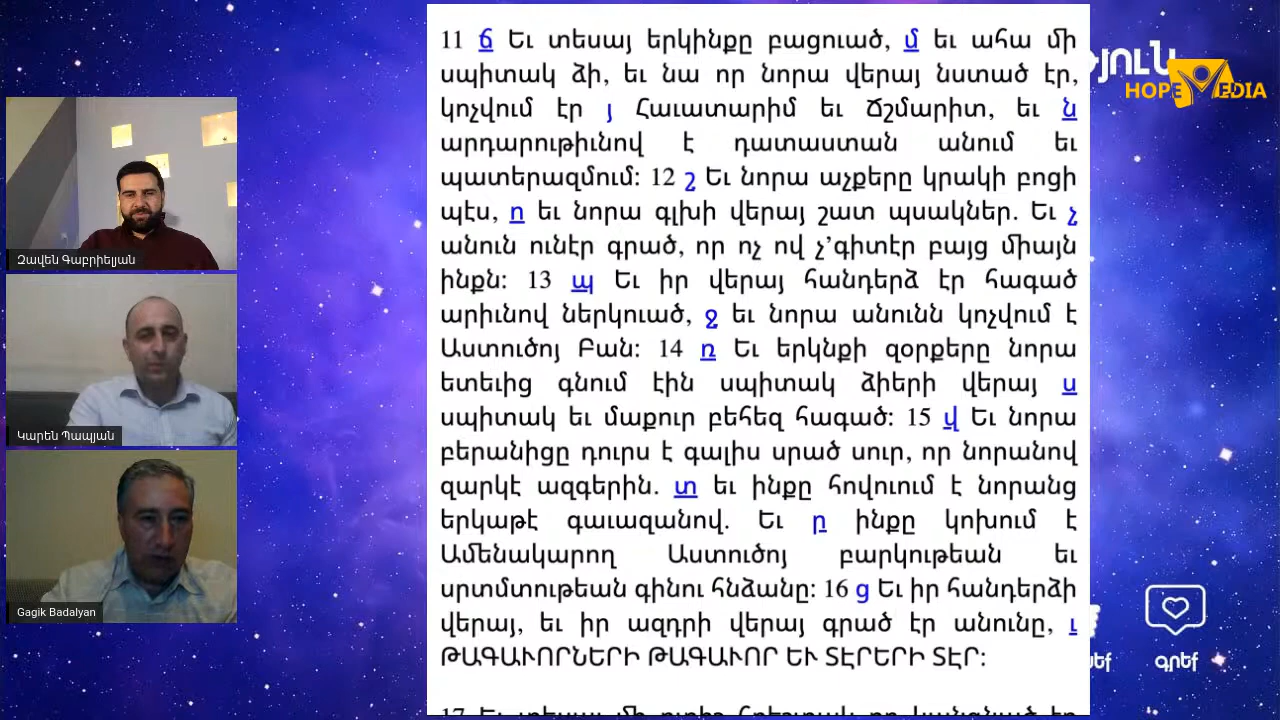 11 ճ Եւ տեսայ երկինքը բացուած, մ եւ ահա մի
սպիտակ ձի, եւ նա որ նորա վերայ նստած էր,
կոչվում էր յ Հաւատարիմ եւ Ճշմարիտ, եւ ն
արդարութիւնով է դատաստան անում եւ
պատերազմում։ 12 շ Եւ նորա աչքերը կրակի բոցի
պէս, ո եւ նորա գլխի վերայ շատ պսակներ. Եւ չ
անուն ունէր գրած, որ ոչ ով չ’գիտէր բայց միայն
ինքն։ 13 պ Եւ իր վերայ հանդերձ էր հագած
արիւնով ներկուած, ջ եւ նորա անունն կոչվում է
Աստուծոյ Բան։ 14 ռ Եւ երկնքի զօրքերը նորա
ետեւից գնում էին սպիտակ ձիերի վերայ ս
սպիտակ եւ մաքուր բեհեզ հագած։ 15 վ Եւ նորա
բերանիցը դուրս է գալիս սրած սուր, որ նորանով
զարկէ ազգերին. տ եւ ինքը հովուում է նորանց
երկաթէ գաւազանով. Եւ ր ինքը կոխում է
Ամենակարող Աստուծոյ բարկութեան եւ
սրտմտութեան գինու հնձանը։ 16 ց Եւ իր հանդերձի
վերայ, եւ իր ազդրի վերայ գրած էր անունը, ւ
ԹԱԳԱՒՈՐՆԵՐԻ ԹԱԳԱՒՈՐ ԵՒ ՏԷՐԵՐԻ ՏԷՐ։
17 Եւ տեսայ մի
HOPE MEDIA
Զավեն Գաբրիելյան
Կարեն Պապյան
Gagik Badalyan
գրեֆ